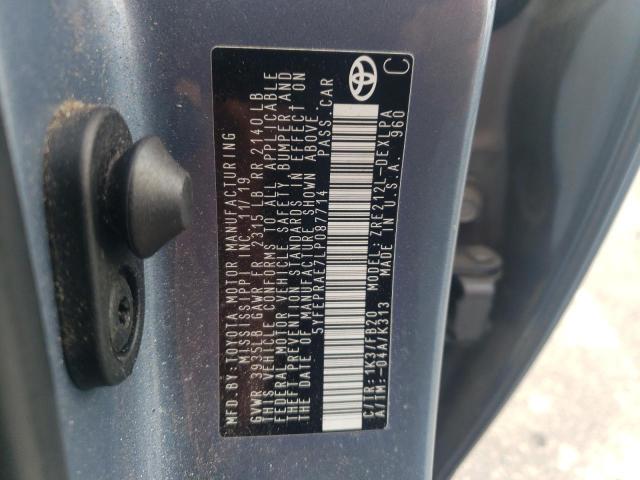 MFD. BY: TOYOTA MOTOR MANUFACTURING
MISSISSIPPI INC. 11/19
GVWR 3935LB GAWR FR 2315 LB RR 2140 LB
THIS VEHICLE CONFORMS TO ALL APPLICABLE
FEDERAL MOTOR VEHICLE SAFETY, BUMPER AND
THEFT PREVENTION STANDARDS IN EFFECT ON
THE DATE OF MANUFACTURE SHOWN ABOVE.
5YFEPRAE7LP087714 PASS. CAR
C
C/TR: 1K3/FB20 MODEL: ZRE212L-DEXLPA
A/TM: -04A/K313 MADE IN U.S.A. 960